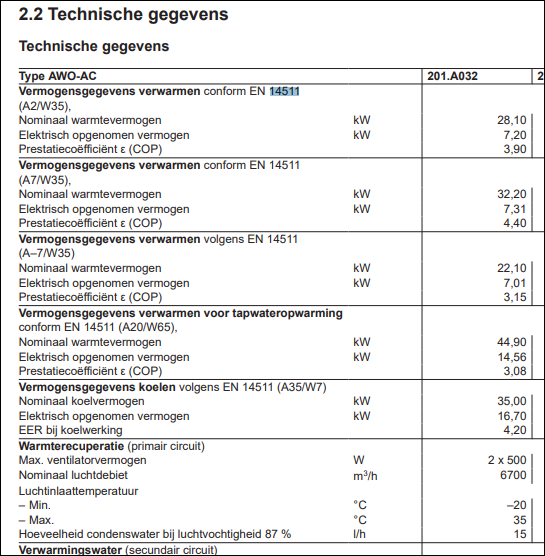 2.2 Technische gegevens
Technische gegevens
Type AWO-AC 201.A032 2
Vermogensgegevens verwarmen conform EN 14511
(A2/W35),
Nominaal warmtevermogen kW 28,10
Elektrisch opgenomen vermogen kW 7,20
Prestatiecoëfficiënt ε (COP) 3,90
Vermogensgegevens verwarmen conform EN 14511
(A7/W35),
Nominaal warmtevermogen kW 32,20
Elektrisch opgenomen vermogen kW 7,31
Prestatiecoëfficiënt ε (COP) 4,40
Vermogensgegevens verwarmen volgens EN 14511
(A–7/W35)
Nominaal warmtevermogen kW 22,10
Elektrisch opgenomen vermogen kW 7,01
Prestatiecoëfficiënt ε (COP) 3,15
Vermogensgegevens verwarmen voor tapwateropwarming
conform EN 14511 (A20/W65),
Nominaal warmtevermogen kW 44,90
Elektrisch opgenomen vermogen kW 14,56
Prestatiecoëfficiënt ε (COP) 3,08
Vermogensgegevens koelen volgens EN 14511 (A35/W7)
Nominaal koelvermogen kW 35,00
Elektrisch opgenomen vermogen kW 16,70
EER bij koelwerking 4,20
Warmterecuperatie (primair circuit)
Max. ventilatorvermogen W 2 x 500
Nominaal luchtdebiet m³/h 6700
Luchtinlaattemperatuur
– Min. °C –20
– Max. °C 35
Hoeveelheid condenswater bij luchtvochtigheid 87 % l/h 15
Verwarmingswater (secundair circuit)